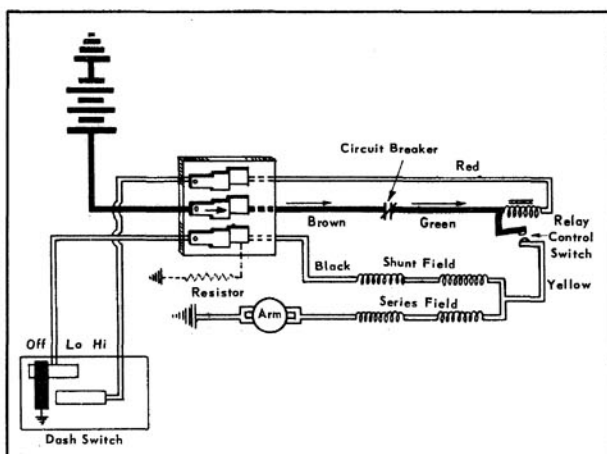 Circuit Breaker
Red
Brown
Green
Relay
Control
Switch
Black
Shunt Field
Yellow
Resistor
Series Field
Arm
Off Lo Hi
Dash Switch